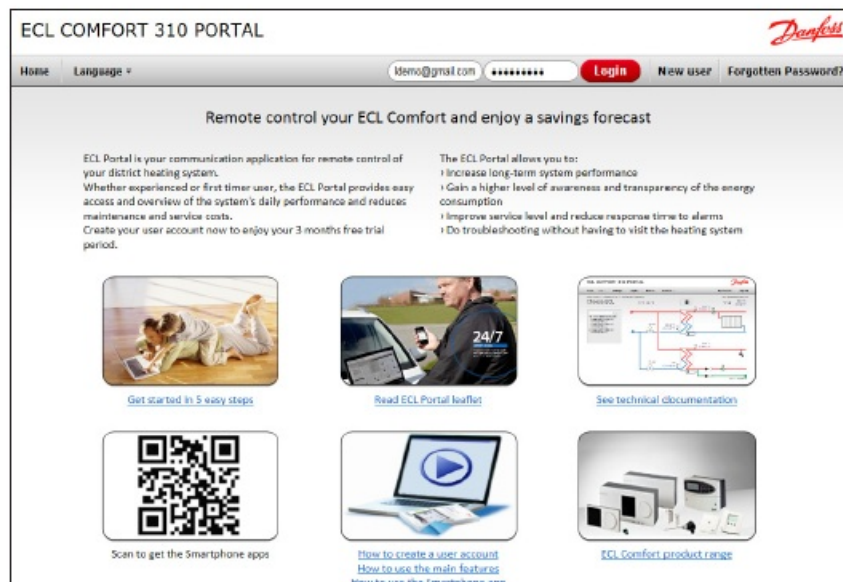 ECL COMFORT 310 PORTAL
Danfoss
Home Language Login New user Forgotten Password?
ldemo@gmail.com
Remote control your ECL Comfort and enjoy a savings forecast
ECL Portal is your communication application for remote control of
your district heating system.
Whether experienced or first timer user, the ECL Portal provides easy
access and overview of the system's daily performance and reduces
maintenance and service costs.
Create your user account now to enjoy your 3 months free trial
period.
The ECL Portal allows you to:
› Increase long-term system performance
› Gain a higher level of awareness and transparency of the energy
consumption
› Improve service level and reduce response time to alarms
› Do troubleshooting without having to visit the heating system
24/7
Get started in 5 easy steps
Read ECL Portal leaflet
See technical documentation
Scan to get the Smartphone apps
How to create a user account
How to use the main features
How to use the Smartphone app
ECL Comfort product range